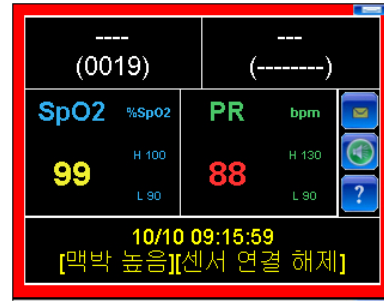 ---- ---
(0019) (--------)
SpO2 %SpO2 PR bpm
H 100 H 130
99 88
L 90 L 90
?
10/10 09:15:59
[맥박 높음][센서 연결 해제]